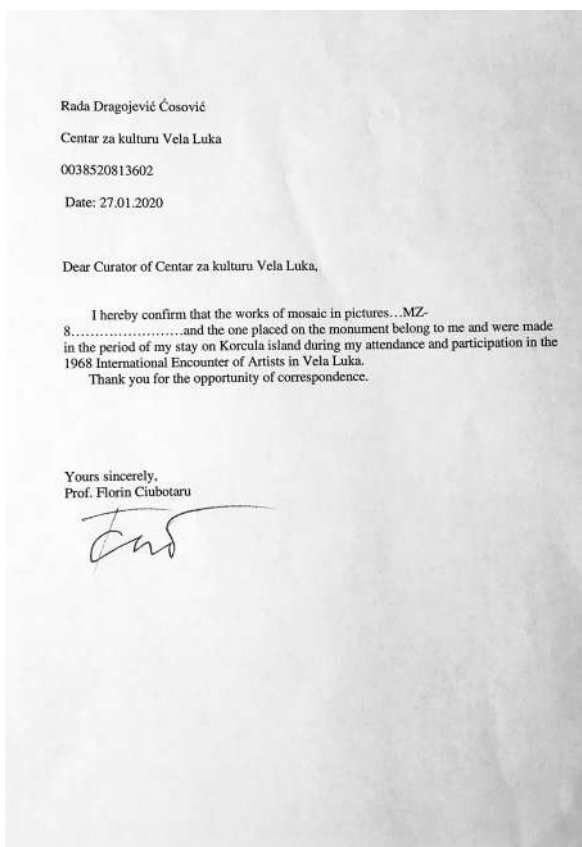 Rada Dragojević Ćosović
Centar za kulturu Vela Luka
0038520813602
Date: 27.01.2020
Dear Curator of Centar za kulturu Vela Luka,
I hereby confirm that the works of mosaic in pictures…MZ-
8……………………and the one placed on the monument belong to me and were made
in the period of my stay on Korcula island during my attendance and participation in the
1968 International Encounter of Artists in Vela Luka.
Thank you for the opportunity of correspondence.
Yours sincerely,
Prof. Florin Ciubotaru